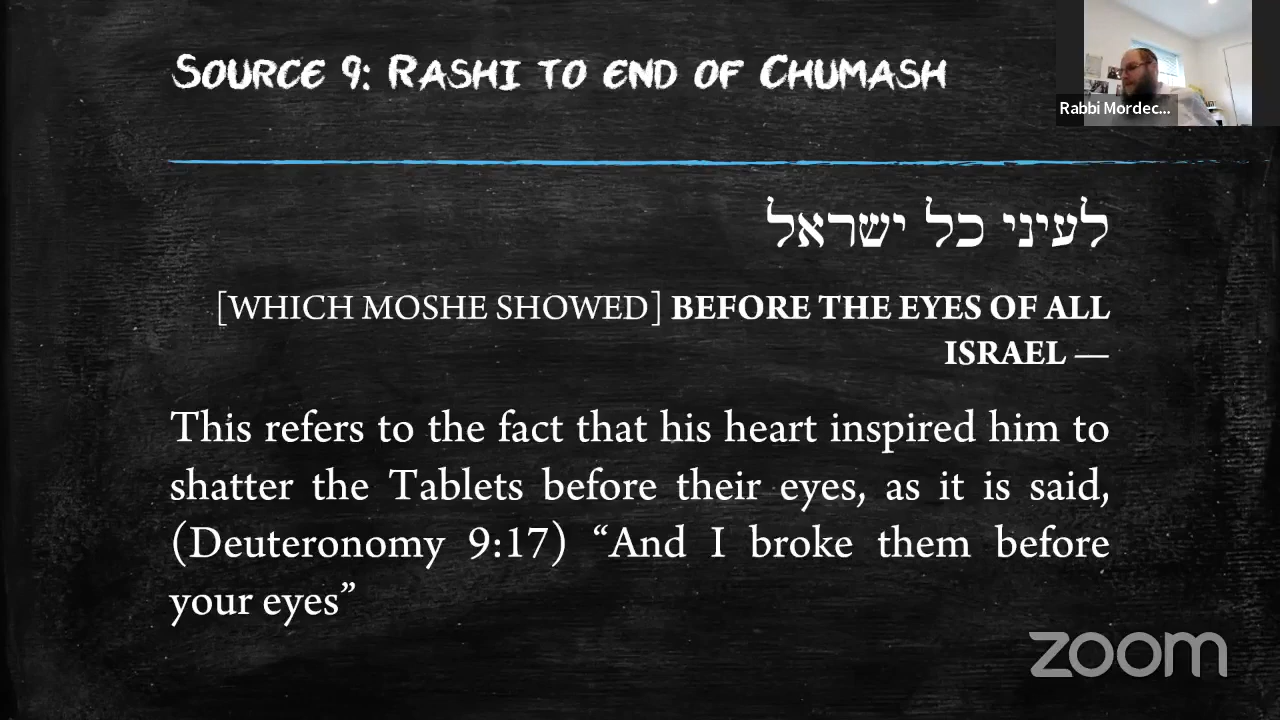 SOURCE 9: RASHI TO END OF CHUMASH
Rabbi Mordec...
לעיני כל ישראל
[WHICH MOSHE SHOWED] BEFORE THE EYES OF ALL
ISRAEL —
This refers to the fact that his heart inspired him to
shatter the Tablets before their eyes, as it is said,
(Deuteronomy 9:17) “And I broke them before
your eyes”
zoom